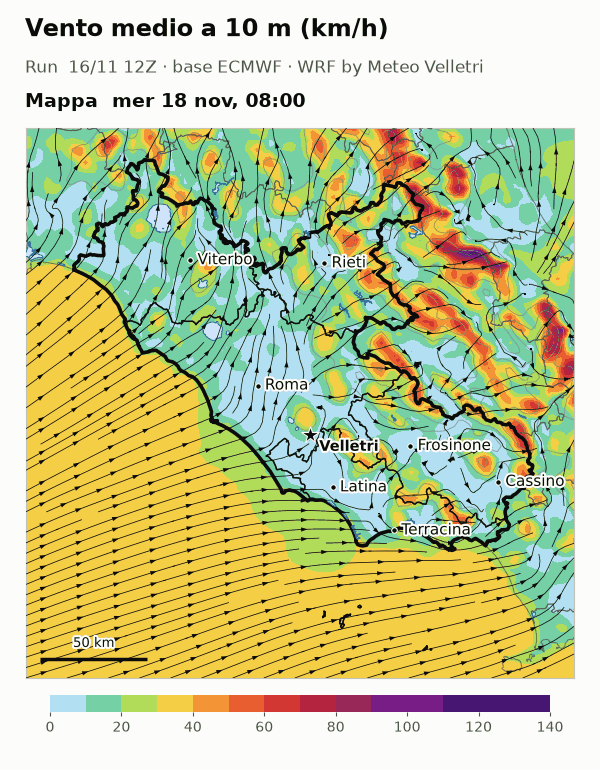 Vento medio a 10 m (km/h)
Run 16/11 12Z · base ECMWF · WRF by Meteo Velletri
Mappa mer 18 nov, 08:00
Viterbo
Rieti
Roma
Velletri
Frosinone
Latina
Cassino
Terracina
50 km
0 20 40 60 80 100 120 140